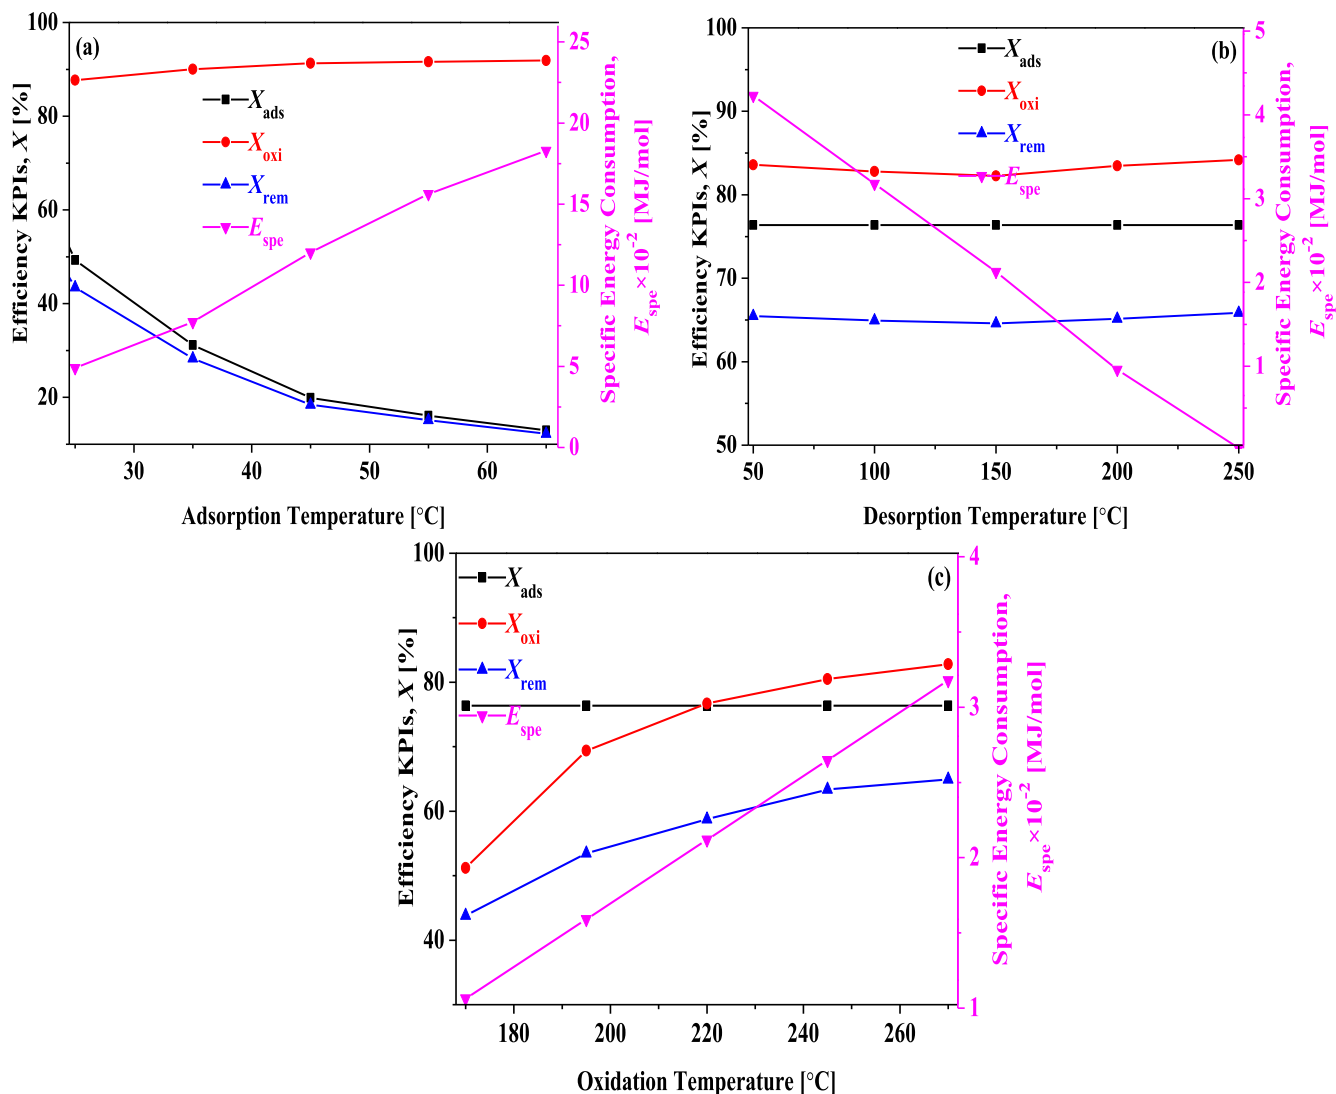 (a)
100
80
60
40
20
Efficiency KPIs, X [%]
X_ads
X_oxi
X_rem
E_spe
25
20
15
10
5
0
Specific Energy Consumption,
E_spe×10^-2 [MJ/mol]
30 40 50 60
Adsorption Temperature [°C]
(b)
100
90
80
70
60
50
Efficiency KPIs, X [%]
X_ads
X_oxi
X_rem
E_spe
5
4
3
2
1
Specific Energy Consumption,
E_spe×10^-2 [MJ/mol]
50 100 150 200 250
Desorption Temperature [°C]
(c)
100
80
60
40
Efficiency KPIs, X [%]
X_ads
X_oxi
X_rem
E_spe
4
3
2
1
Specific Energy Consumption,
E_spe×10^-2 [MJ/mol]
180 200 220 240 260
Oxidation Temperature [°C]